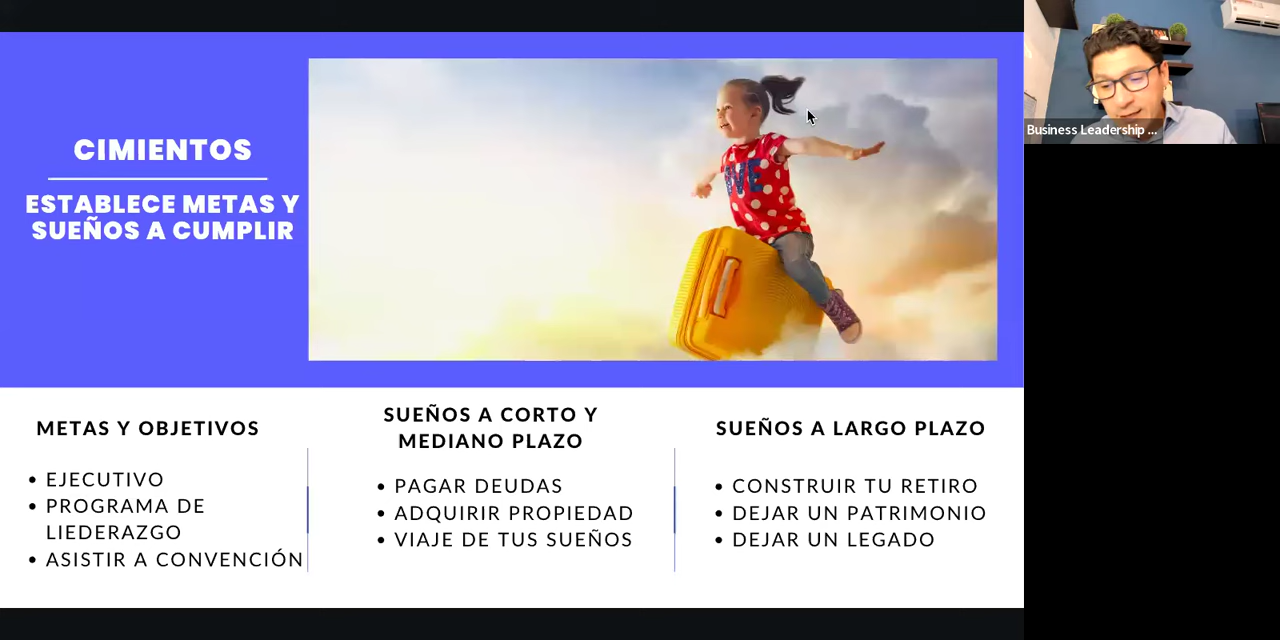 CIMIENTOS
ESTABLECE METAS Y
SUEÑOS A CUMPLIR
METAS Y OBJETIVOS
• EJECUTIVO
• PROGRAMA DE
LIEDERAZGO
• ASISTIR A CONVENCIÓN
SUEÑOS A CORTO Y
MEDIANO PLAZO
• PAGAR DEUDAS
• ADQUIRIR PROPIEDAD
• VIAJE DE TUS SUEÑOS
SUEÑOS A LARGO PLAZO
• CONSTRUIR TU RETIRO
• DEJAR UN PATRIMONIO
• DEJAR UN LEGADO
Business Leadership ...